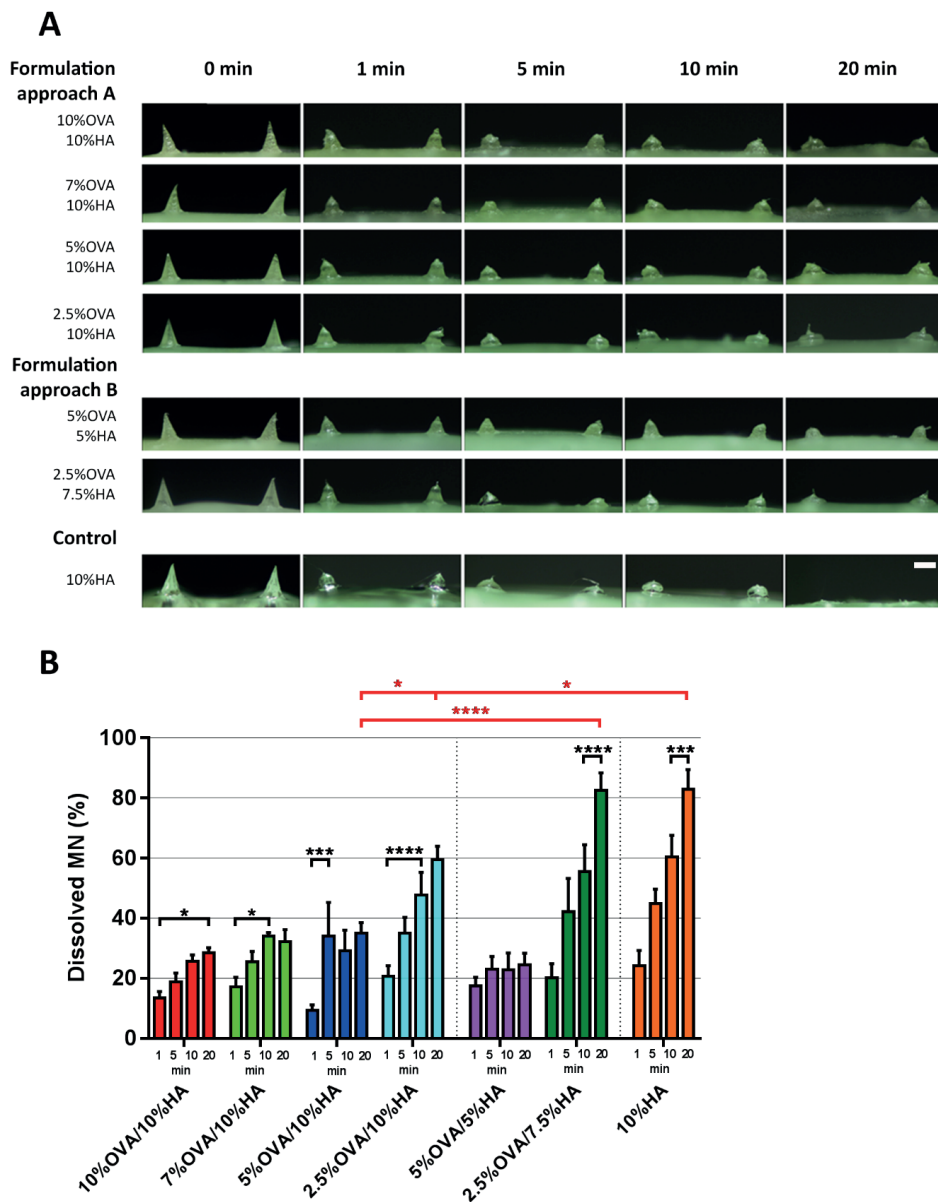 A
Formulation approach A
0 min
1 min
5 min
10 min
20 min
10%OVA
10%HA
7%OVA
10%HA
5%OVA
10%HA
2.5%OVA
10%HA
Formulation
approach B
5%OVA
5%HA
2.5%OVA
7.5%HA
Control
10%HA
B
* *
****
**** ***
*** ****
* *
Dissolved MN (%)
100
80
60
40
20
0
1 5 10 20 1 5 10 20 1 5 10 20 1 5 10 20 1 5 10 20 1 5 10 20 1 5 10 20
min min min min min min min
10%OVA/10%HA
7%OVA/10%HA
5%OVA/10%HA
2.5%OVA/10%HA
5%OVA/5%HA
2.5%OVA/7.5%HA
10%HA